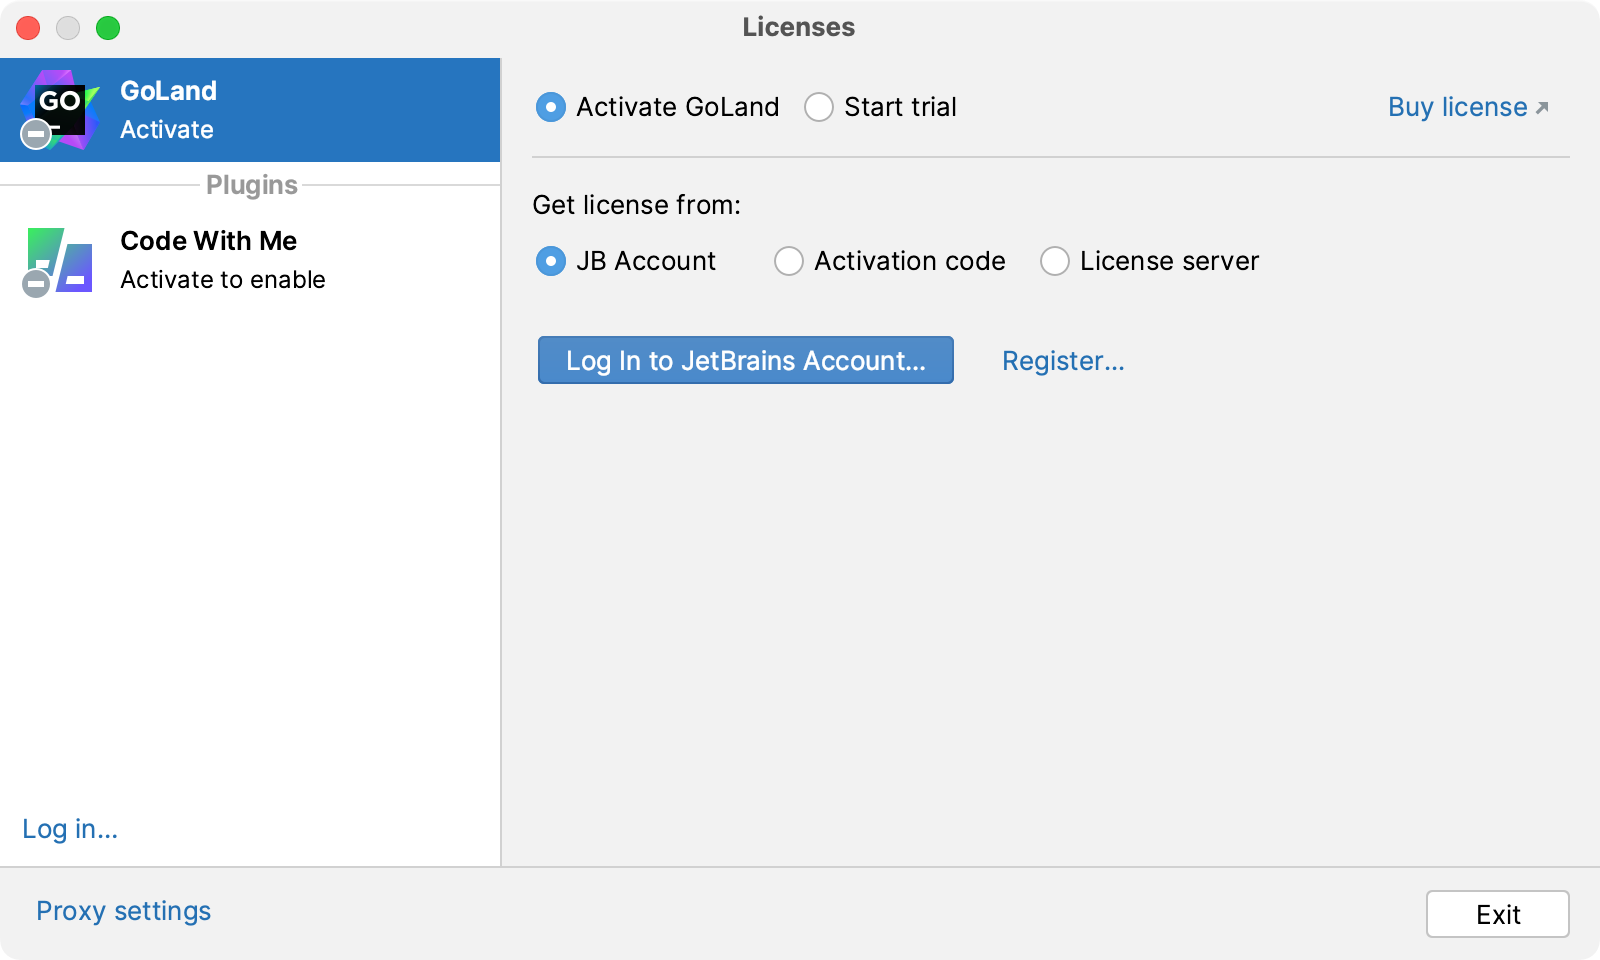 Licenses
GO
GoLand
Activate
Plugins
Code With Me
Activate to enable
Log in...
Activate GoLand Start trial Buy license
Get license from:
JB Account Activation code License server
Log In to JetBrains Account... Register...
Proxy settings Exit